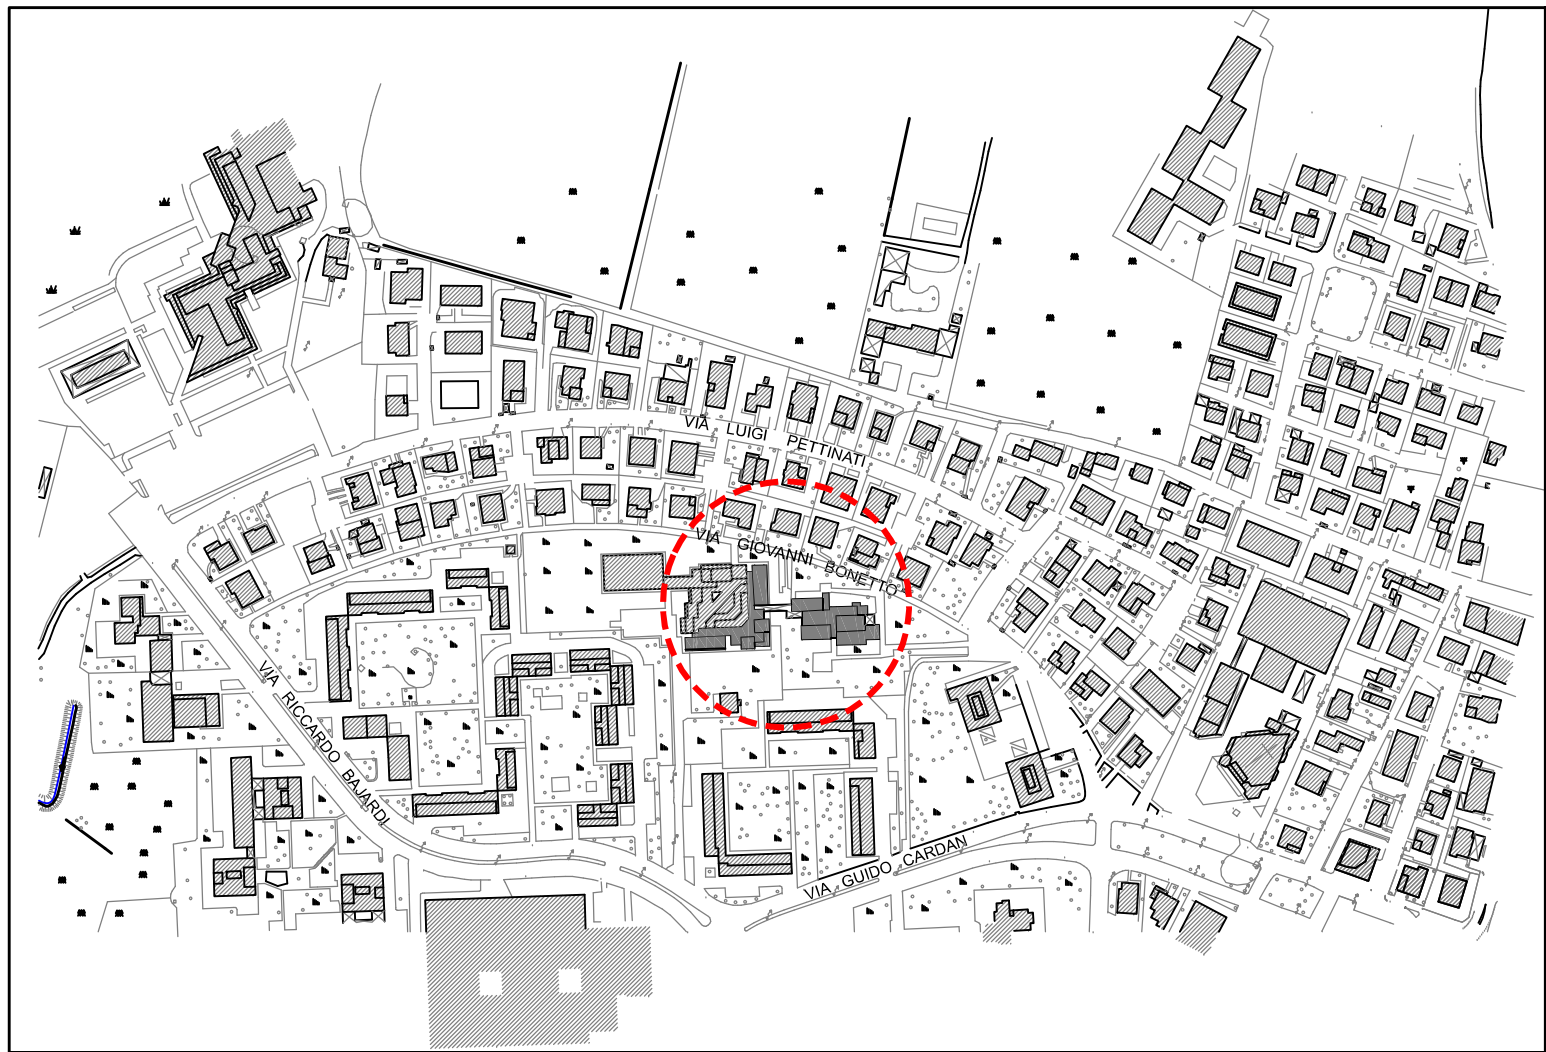 VIA LUIGI PETTINATI
VIA GIOVANNI BONETTO
VIA RICCARDO BAJARDI
VIA GUIDO CARDAN
E